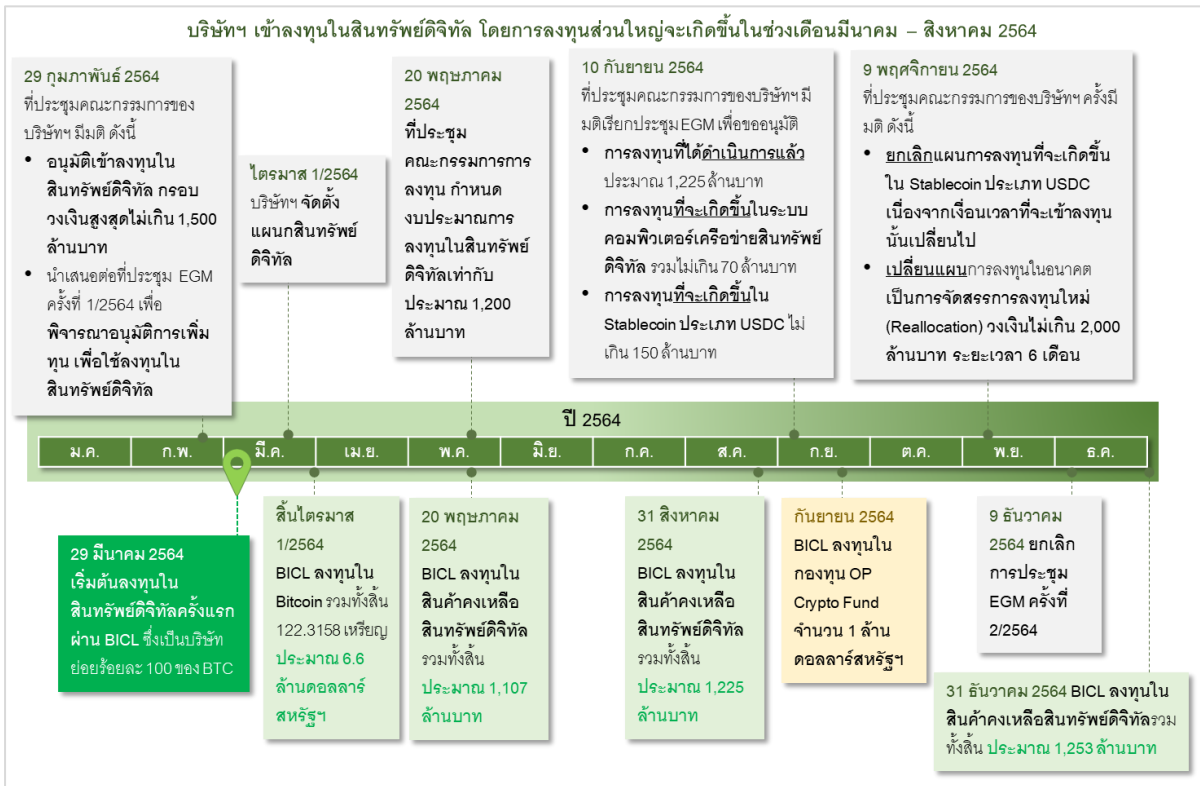 บริษัทฯ เข้าลงทุนในสินทรัพย์ดิจิทัล โดยการลงทุนส่วนใหญ่จะเกิดขึ้นในช่วงเดือนมีนาคม – สิงหาคม 2564
29 กุมภาพันธ์ 2564
ที่ประชุมคณะกรรมการของ
บริษัทฯ มีมติ ดังนี้
• อนุมัติเข้าลงทุนใน
สินทรัพย์ดิจิทัล กรอบ
วงเงินสูงสุดไม่เกิน 1,500
ล้านบาท
• นำเสนอต่อที่ประชุม EGM
ครั้งที่ 1/2564 เพื่อ
พิจารณาอนุมัติการเพิ่ม
ทุน เพื่อใช้ลงทุนใน
สินทรัพย์ดิจิทัล
ไตรมาส 1/2564
บริษัทฯ จัดตั้ง
แผนกสินทรัพย์
ดิจิทัล
20 พฤษภาคม
2564
ที่ประชุม
คณะกรรมการการ
ลงทุน กำหนด
งบประมาณการ
ลงทุนในสินทรัพย์
ดิจิทัลเท่ากับ
ประมาณ 1,200
ล้านบาท
10 กันยายน 2564
ที่ประชุมคณะกรรมการของบริษัทฯ มี
มติเรียกประชุม EGM เพื่อขออนุมัติ
• การลงทุนที่ได้ดำเนินการแล้ว
ประมาณ 1,225 ล้านบาท
• การลงทุนที่จะเกิดขึ้นในระบบ
คอมพิวเตอร์เครือข่ายสินทรัพย์
ดิจิทัล รวมไม่เกิน 70 ล้านบาท
• การลงทุนที่จะเกิดขึ้นใน
Stablecoin ประเภท USDC ไม่
เกิน 150 ล้านบาท
9 พฤศจิกายน 2564
ที่ประชุมคณะกรรมการของบริษัทฯ ครั้งมี
มติ ดังนี้
• ยกเลิกแผนการลงทุนที่จะเกิดขึ้น
ใน Stablecoin ประเภท USDC
เนื่องจากเงื่อนเวลาที่จะเข้าลงทุน
นั้นเปลี่ยนไป
• เปลี่ยนแผนการลงทุนในอนาคต
เป็นการจัดสรรการลงทุนใหม่
(Reallocation) วงเงินไม่เกิน 2,000
ล้านบาท ระยะเวลา 6 เดือน
ปี 2564
ม.ค. ก.พ. มี.ค. เม.ย. พ.ค. มิ.ย. ก.ค. ส.ค. ก.ย. ต.ค. พ.ย. ธ.ค.
29 มีนาคม 2564
เริ่มต้นลงทุนใน
สินทรัพย์ดิจิทัลครั้งแรก
ผ่าน BICL ซึ่งเป็นบริษัท
ย่อยร้อยละ 100 ของ BTC
สิ้นไตรมาส
1/2564
BICL ลงทุนใน
Bitcoin รวมทั้งสิ้น
122.3158 เหรียญ
ประมาณ 6.6
ล้านดอลลาร์
สหรัฐฯ
20 พฤษภาคม
2564
BICL ลงทุนใน
สินค้าคงเหลือ
สินทรัพย์ดิจิทัล
รวมทั้งสิ้น
ประมาณ 1,107
ล้านบาท
31 สิงหาคม
2564
BICL ลงทุนใน
สินค้าคงเหลือ
สินทรัพย์ดิจิทัล
รวมทั้งสิ้น
ประมาณ 1,225
ล้านบาท
กันยายน 2564
BICL ลงทุนใน
กองทุน OP
Crypto Fund
จำนวน 1 ล้าน
ดอลลาร์สหรัฐฯ
9 ธันวาคม
2564 ยกเลิก
การประชุม
EGM ครั้งที่
2/2564
31 ธันวาคม 2564 BICL ลงทุนใน
สินค้าคงเหลือสินทรัพย์ดิจิทัลรวม
ทั้งสิ้น ประมาณ 1,253 ล้านบาท